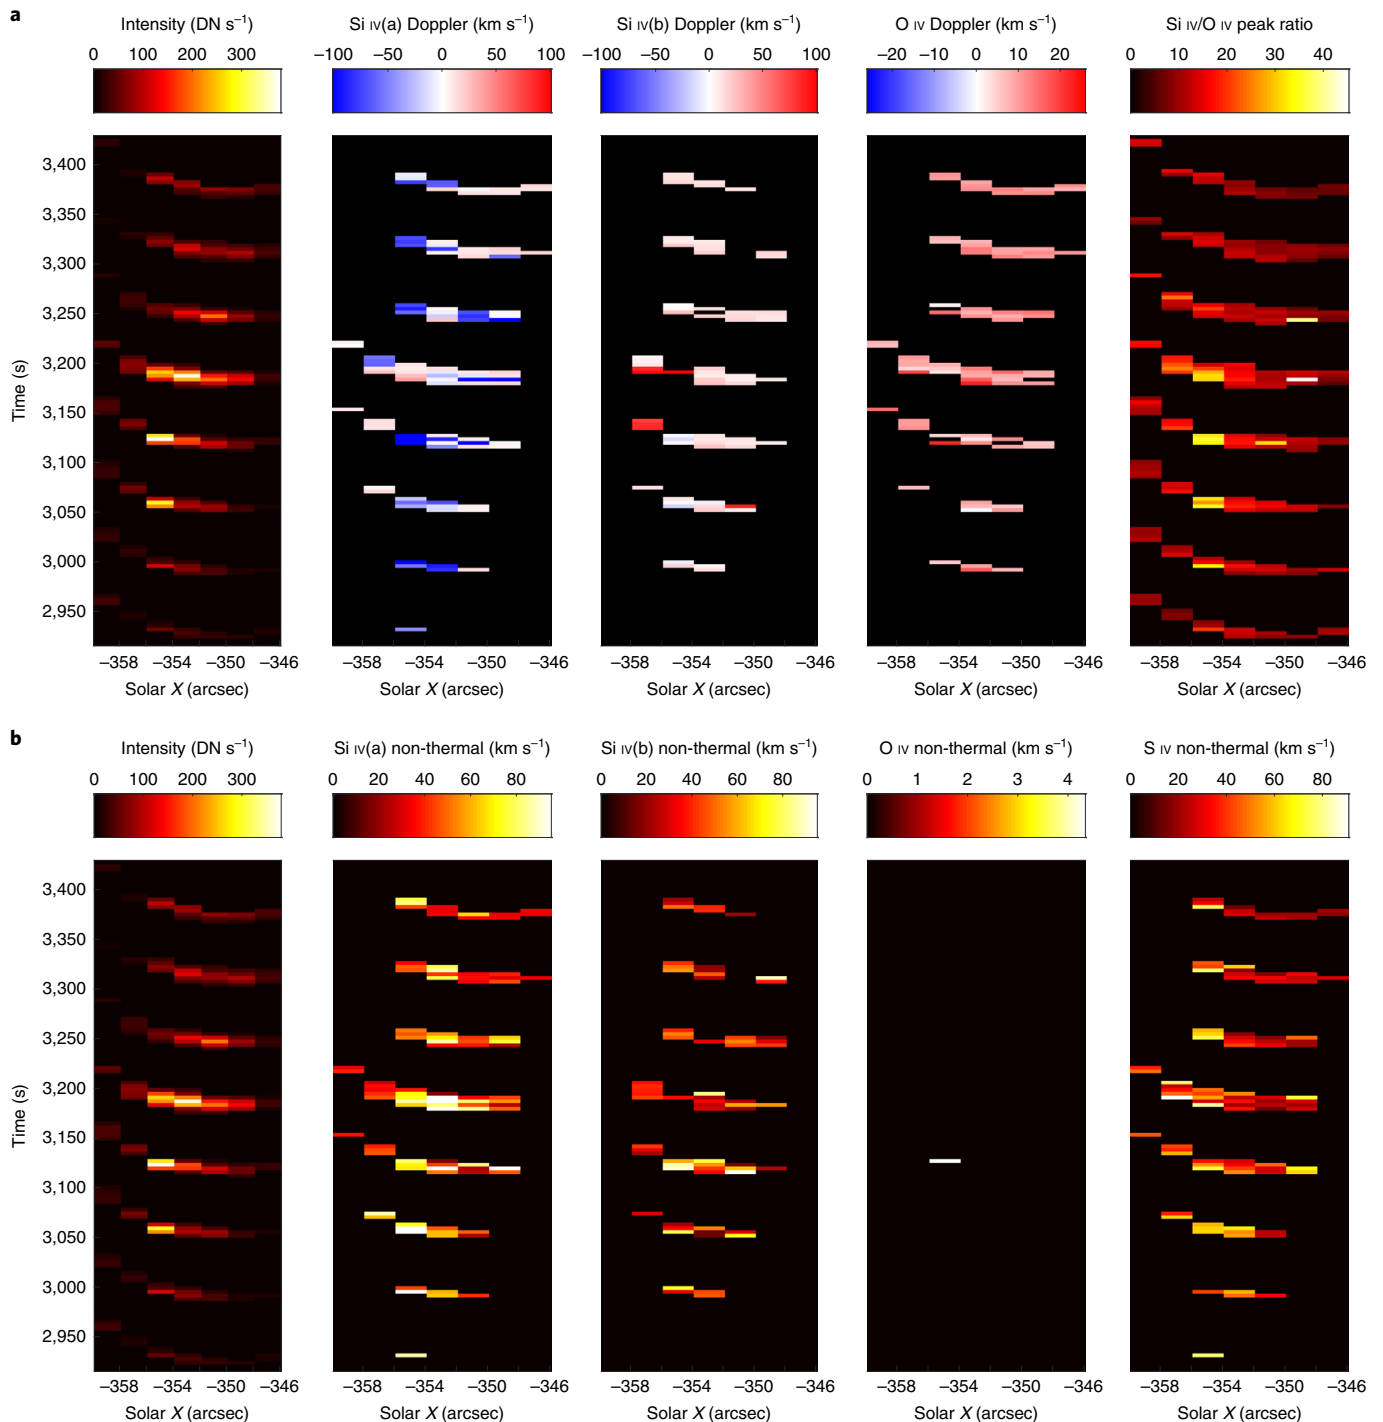 a
Intensity (DN s−1) Si IV(a) Doppler (km s−1) Si IV(b) Doppler (km s−1) O IV Doppler (km s−1) Si IV/O IV peak ratio
0 100 200 300 −100 −50 0 50 100 −100 −50 0 50 100 −20 −10 0 10 20 0 10 20 30 40
3,400
3,350
3,300
3,250
3,200
3,150
3,100
3,050
3,000
2,950
Time (s)
−358 −354 −350 −346 −358 −354 −350 −346 −358 −354 −350 −346 −358 −354 −350 −346 −358 −354 −350 −346
Solar X (arcsec) Solar X (arcsec) Solar X (arcsec) Solar X (arcsec) Solar X (arcsec)
b
Intensity (DN s−1) Si IV(a) non-thermal (km s−1) Si IV(b) non-thermal (km s−1) O IV non-thermal (km s−1) S IV non-thermal (km s−1)
0 100 200 300 0 20 40 60 80 0 20 40 60 80 0 1 2 3 4 0 20 40 60 80
3,400
3,350
3,300
3,250
3,200
3,150
3,100
3,050
3,000
2,950
Time (s)
−358 −354 −350 −346 −358 −354 −350 −346 −358 −354 −350 −346 −358 −354 −350 −346 −358 −354 −350 −346
Solar X (arcsec) Solar X (arcsec) Solar X (arcsec) Solar X (arcsec) Solar X (arcsec)